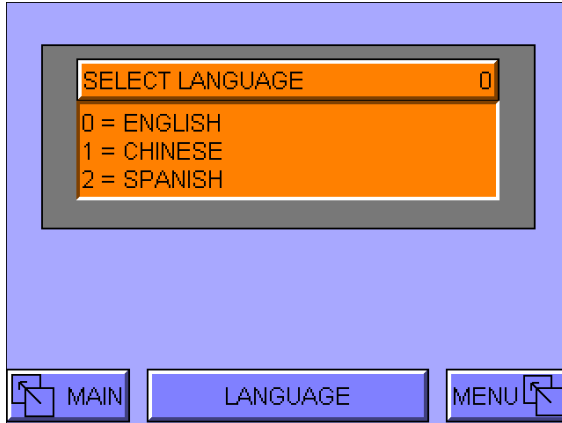 SELECT LANGUAGE 0
0 = ENGLISH
1 = CHINESE
2 = SPANISH
MAIN LANGUAGE MENU